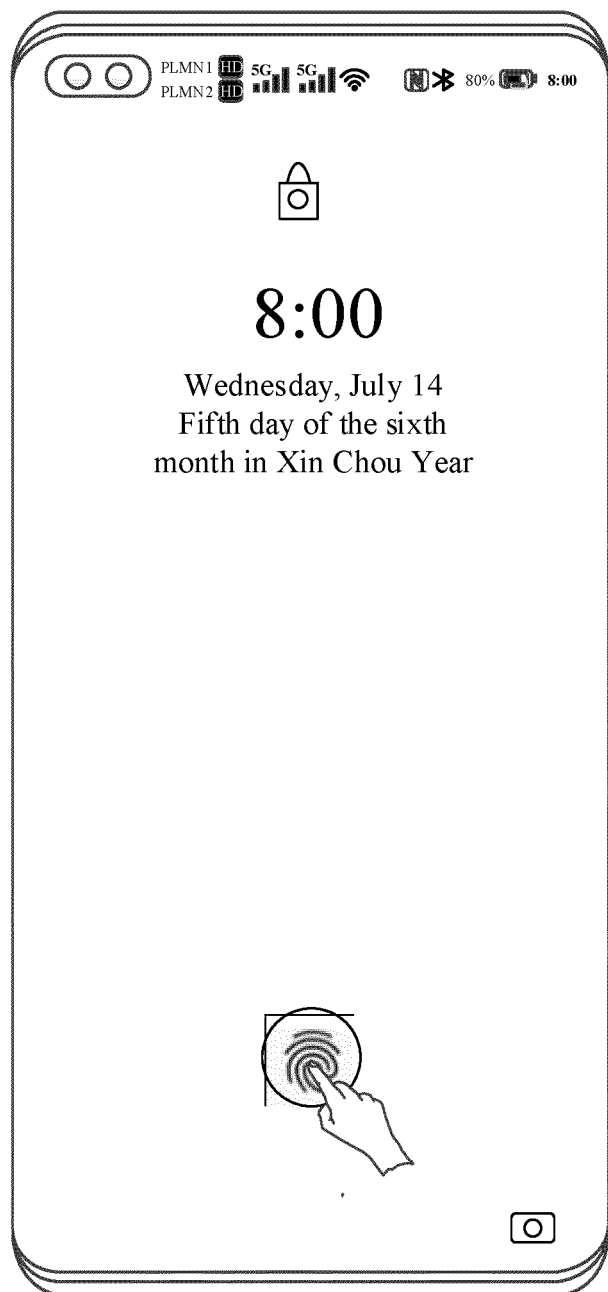 PLMN1 HD 5G 5G N 80% 8:00
PLMN2 HD
8:00
Wednesday, July 14
Fifth day of the sixth
month in Xin Chou Year